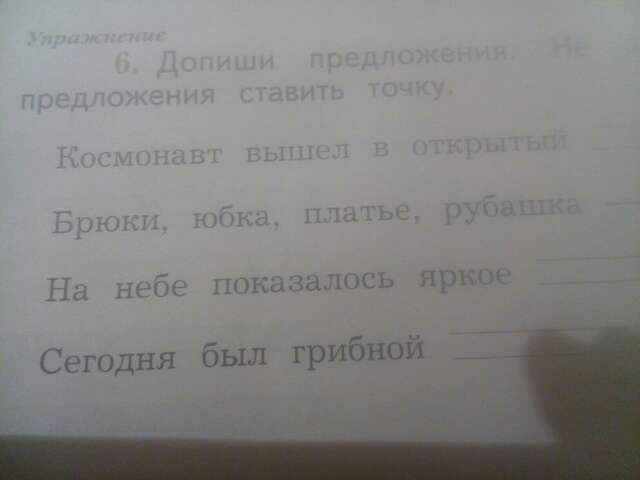 Упражнение
6. Допиши предложения. Не
предложения ставить точку.
Космонавт вышел в открытый
Брюки, юбка, платье, рубашка
На небе показалось яркое
Сегодня был грибной